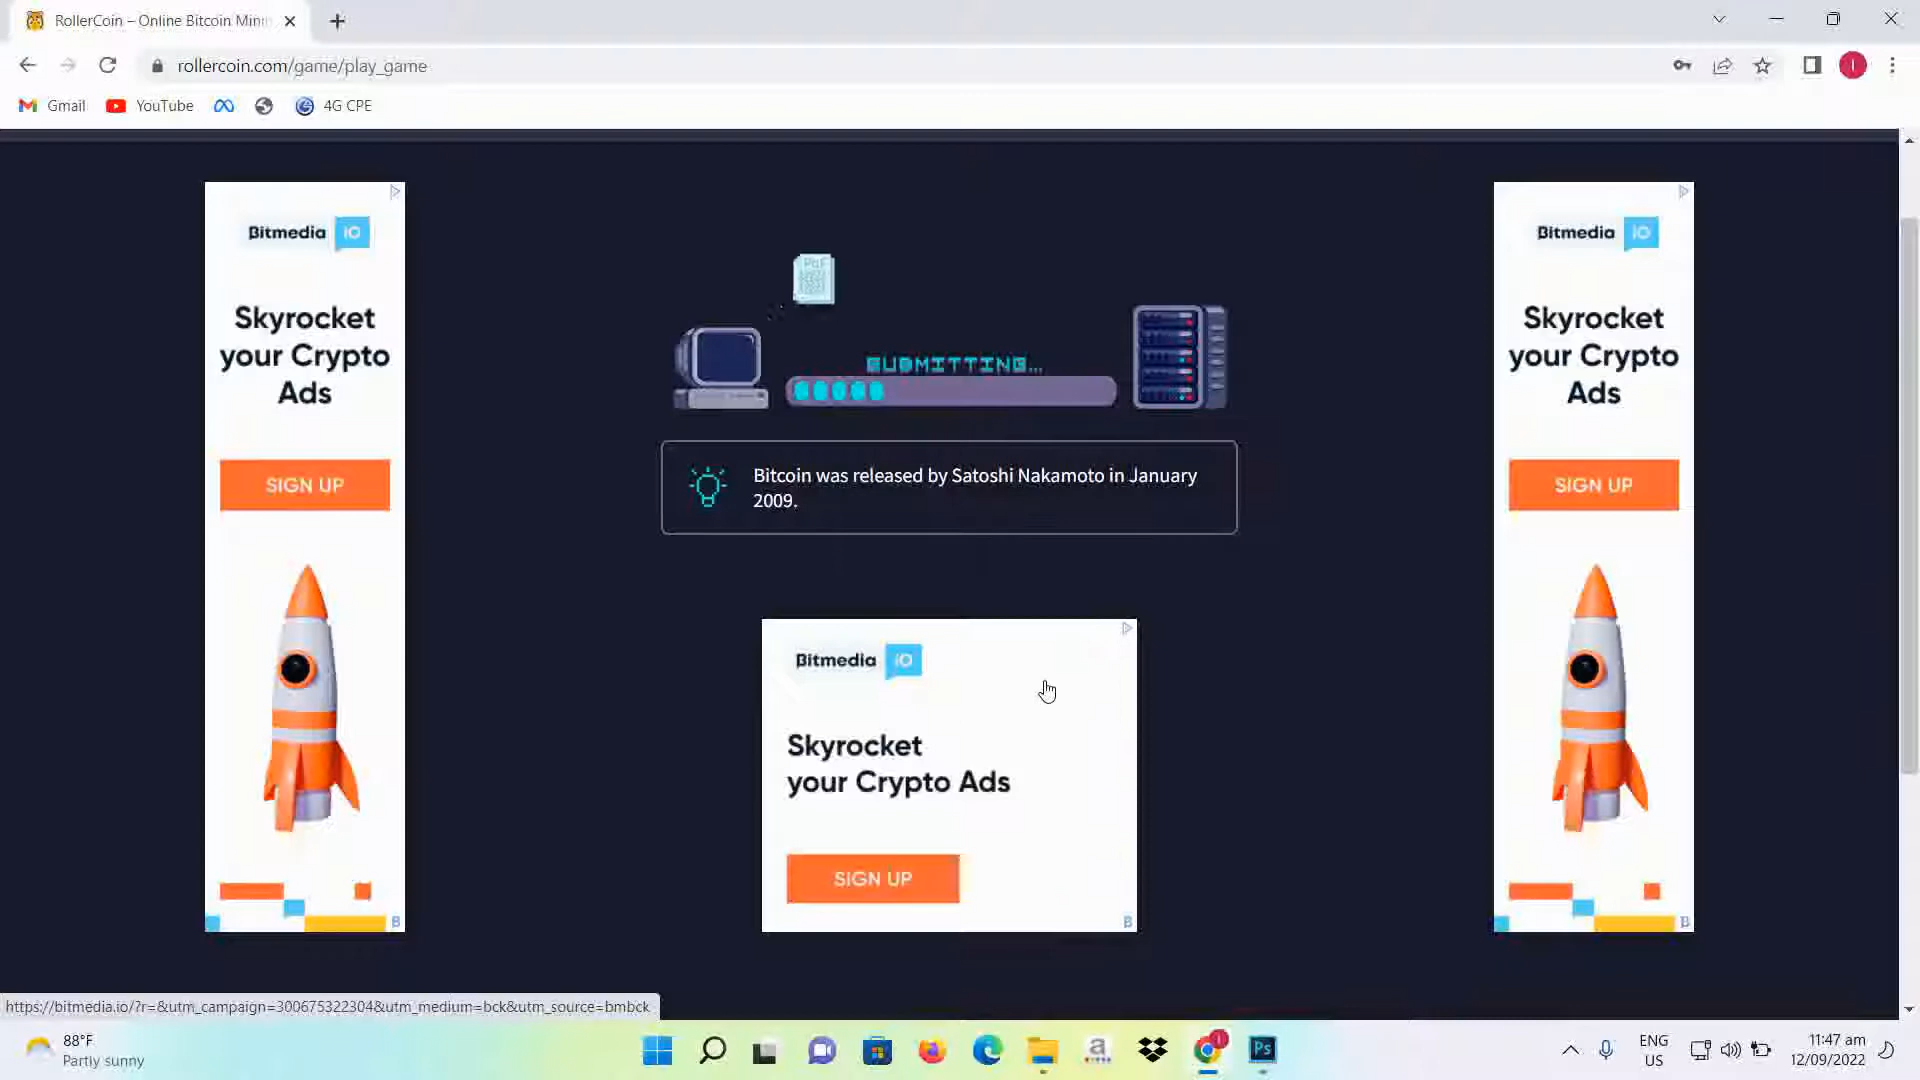 RollerCoin – Online Bitcoin Minin
rollercoin.com/game/play_game
Gmail
YouTube
4G CPE
Bitmedia iO
Skyrocket
your Crypto
Ads
SIGN UP
B
SUBMITTING...
Bitcoin was released by Satoshi Nakamoto in January
2009.
Bitmedia iO
Skyrocket
your Crypto Ads
SIGN UP
B
Bitmedia iO
Skyrocket
your Crypto
Ads
SIGN UP
B
https://bitmedia.io/?r=&utm_campaign=300675322304&utm_medium=bck&utm_source=bmbck
88°F
Partly sunny
a
Ps
ENG
US
11:47 am
12/09/2022